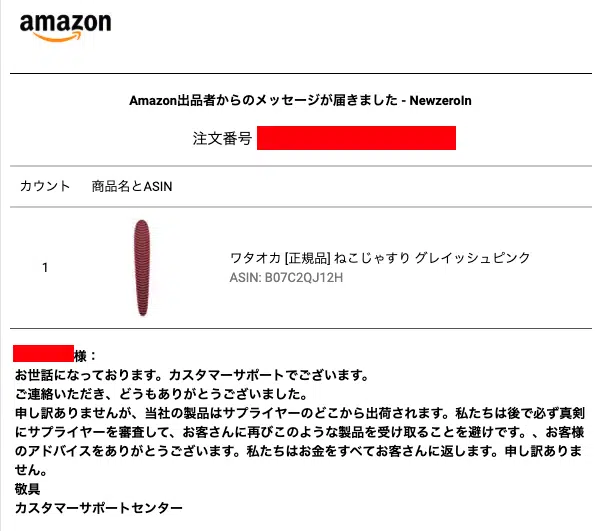 amazon
Amazon出品者からのメッセージが届きました - NewzeroIn
注文番号
カウント 商品名とASIN
1 ワタオカ [正規品] ねこじゃすり グレイッシュピンク
ASIN: B07C2QJ12H
様：
お世話になっております。カスタマーサポートでございます。
ご連絡いただき、どうもありがとうございました。
申し訳ありませんが、当社の製品はサプライヤーのどこから出荷されます。私たちは後で必ず真剣
にサプライヤーを審査して、お客さんに再びこのような製品を受け取ることを避けです。、お客様
のアドバイスをありがとうございます。私たちはお金をすべてお客さんに返します。申し訳ありま
せん。
敬具
カスタマーサポートセンター